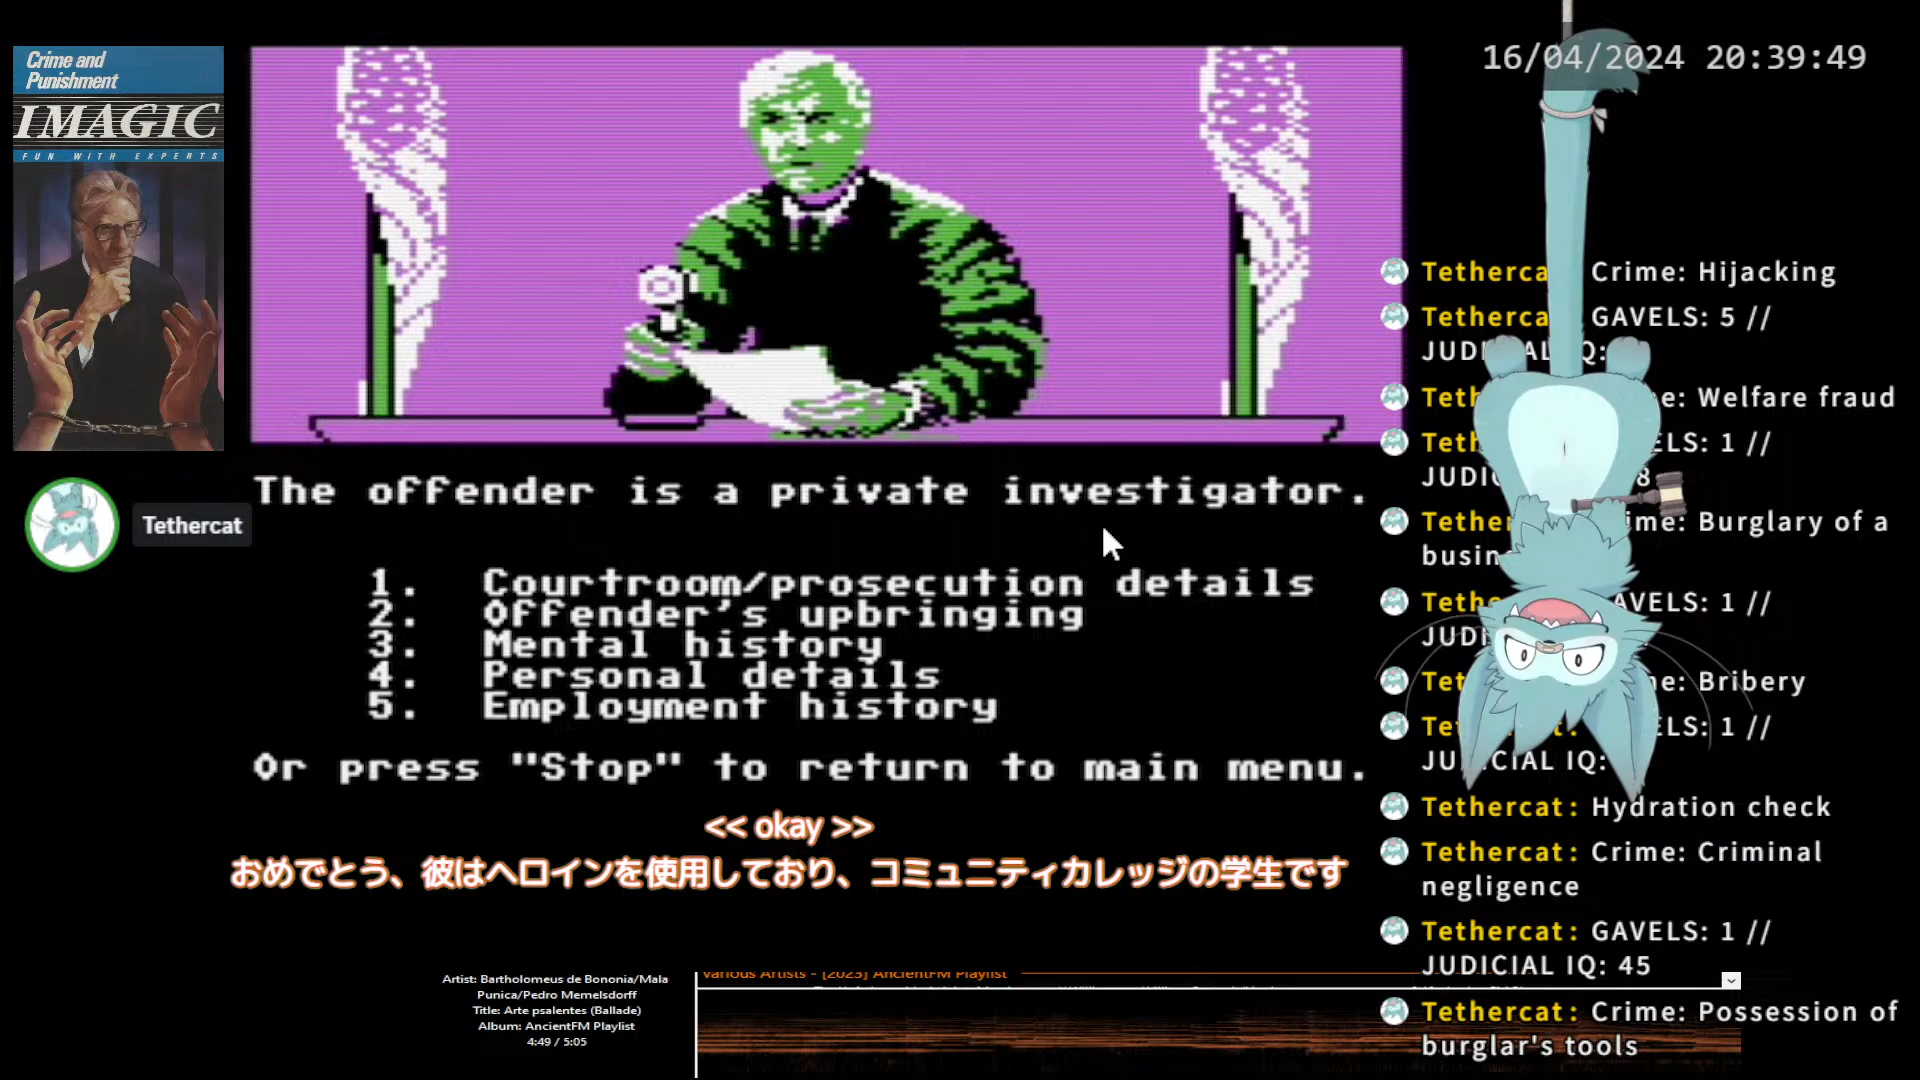 Crime and
Punishment
IMAGIC
FUN WITH EXPERTS
16/04/2024 20:39:49
The offender is a private investigator.
1. Courtroom/prosecution details
2. Offender's upbringing
3. Mental history
4. Personal details
5. Employment history
Or press "Stop" to return to main menu.
<< okay >>
おめでとう、彼はヘロインを使用しており、コミュニティカレッジの学生です
Tethercat
Crime: Hijacking
GAVELS: 5 //
Welfare fraud
1 //
Burglary of a
1 //
Bribery
1 //
Tethercat: Hydration check
Tethercat: Crime: Criminal
negligence
Tethercat: GAVELS: 1 //
JUDICIAL IQ: 45
Tethercat: Crime: Possession of
burglar's tools
Artist: Bartholomeus de Bononia/Mala
Punica/Pedro Memelsdorff
Title: Arte psalentes (Ballade)
Album: AncientFM Playlist
4:49 / 5:05
Various Artists - [2023] AncientFM Playlist